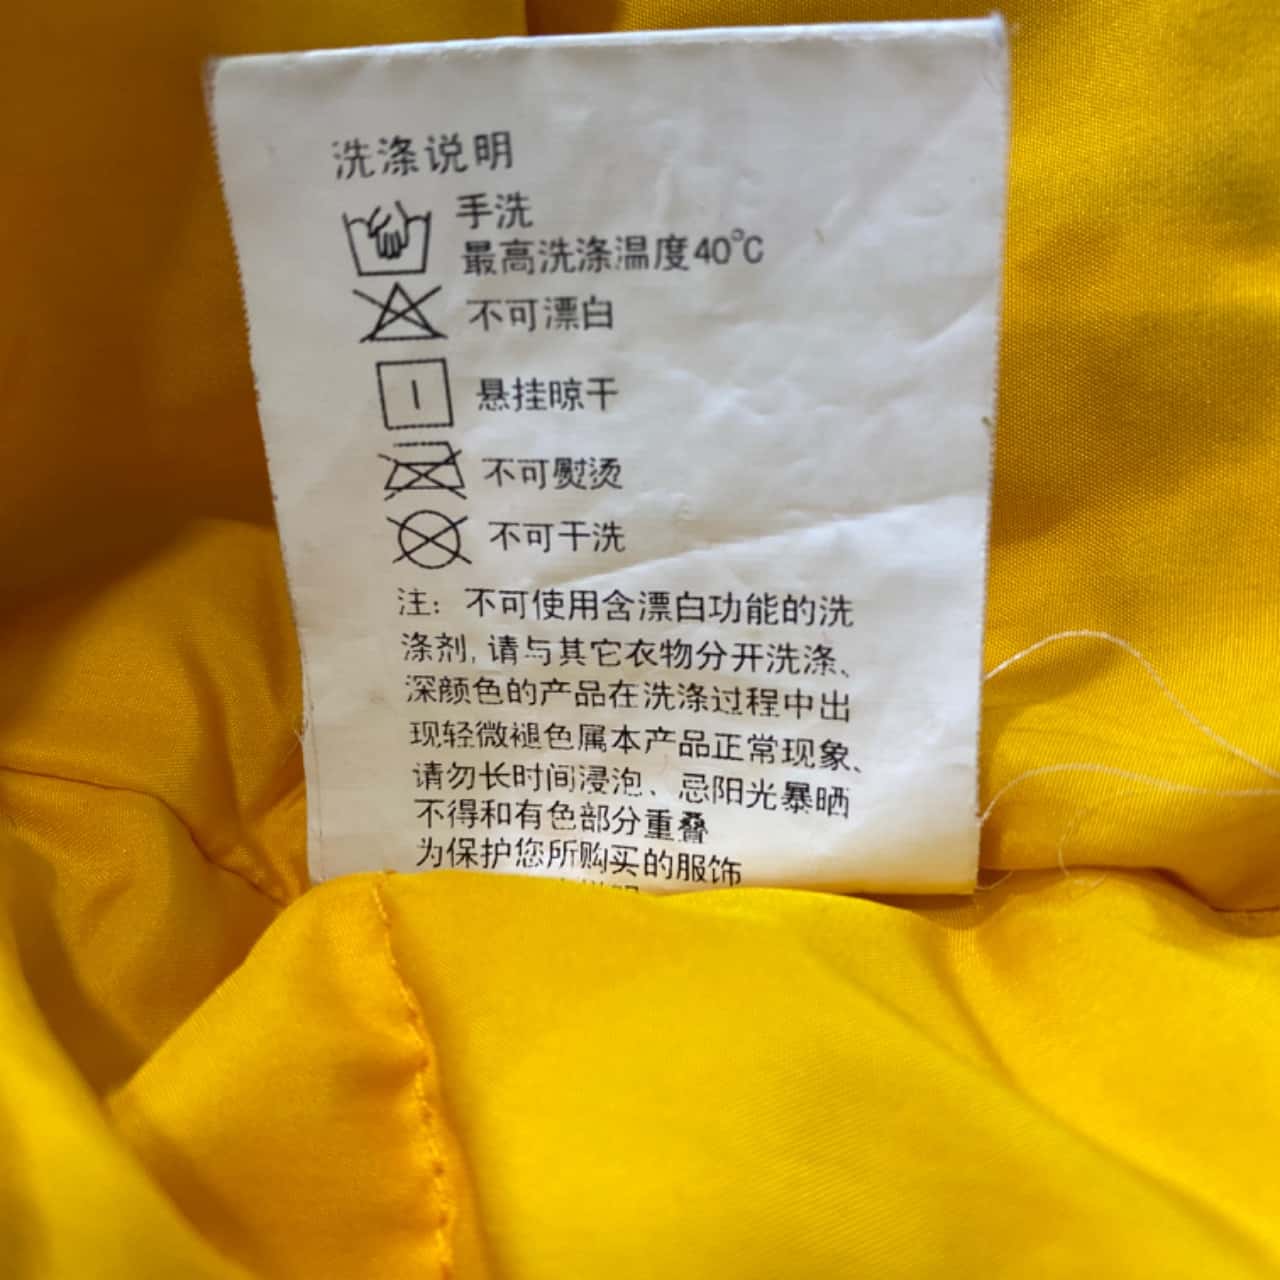 洗涤说明
手洗
最高洗涤温度40°C
不可漂白
悬挂晾干
不可熨烫
不可干洗
注：不可使用含漂白功能的洗
涤剂, 请与其它衣物分开洗涤、
深颜色的产品在洗涤过程中出
现轻微褪色属本产品正常现象、
请勿长时间浸泡、忌阳光暴晒
不得和有色部分重叠
为保护您所购买的服饰